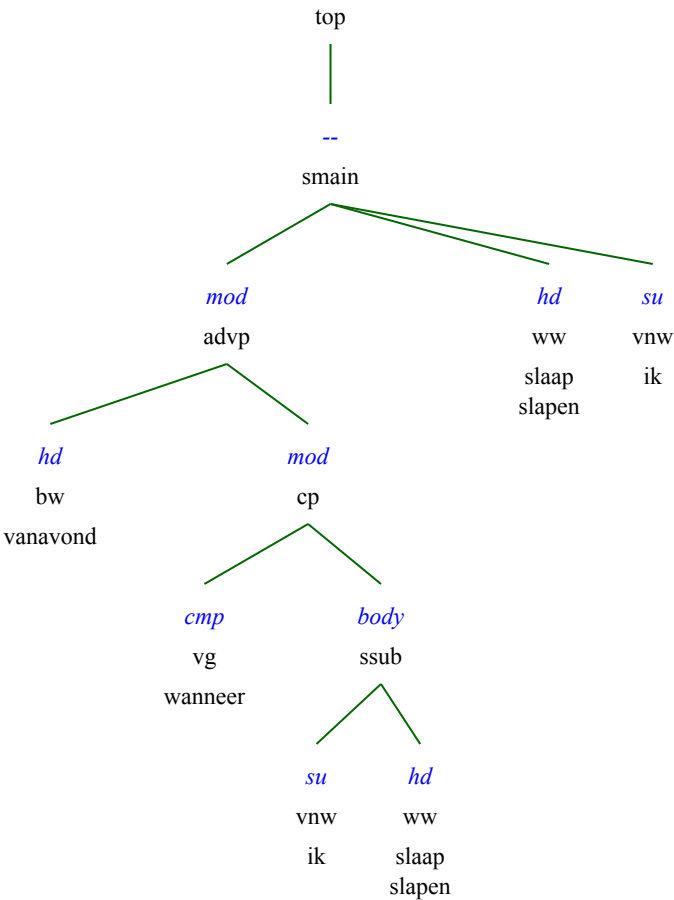 top
--
smain
mod hd su
advp ww vnw
slaap ik
slapen
hd mod
bw cp
vanavond
cmp body
vg ssub
wanneer
su hd
vnw ww
ik slaap
slapen